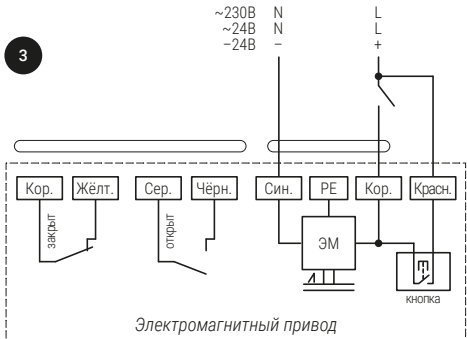 ~230В N L
~24В N L
−24В − +
3
Кор. Жёлт. Сер. Чёрн. Син. PE Кор. Красн.
закрыт
открыт
ЭМ
кнопка
Электромагнитный привод